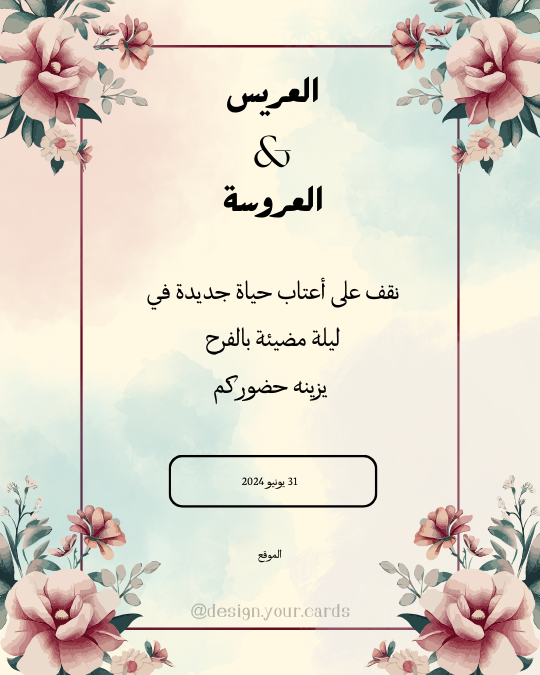 العريس
&
العروسة
نقف على أعتاب حياة جديدة في
ليلة مضيئة بالفرح
يزينه حضوركم
31 يونيو 2024
الموقع
@design.your.cards